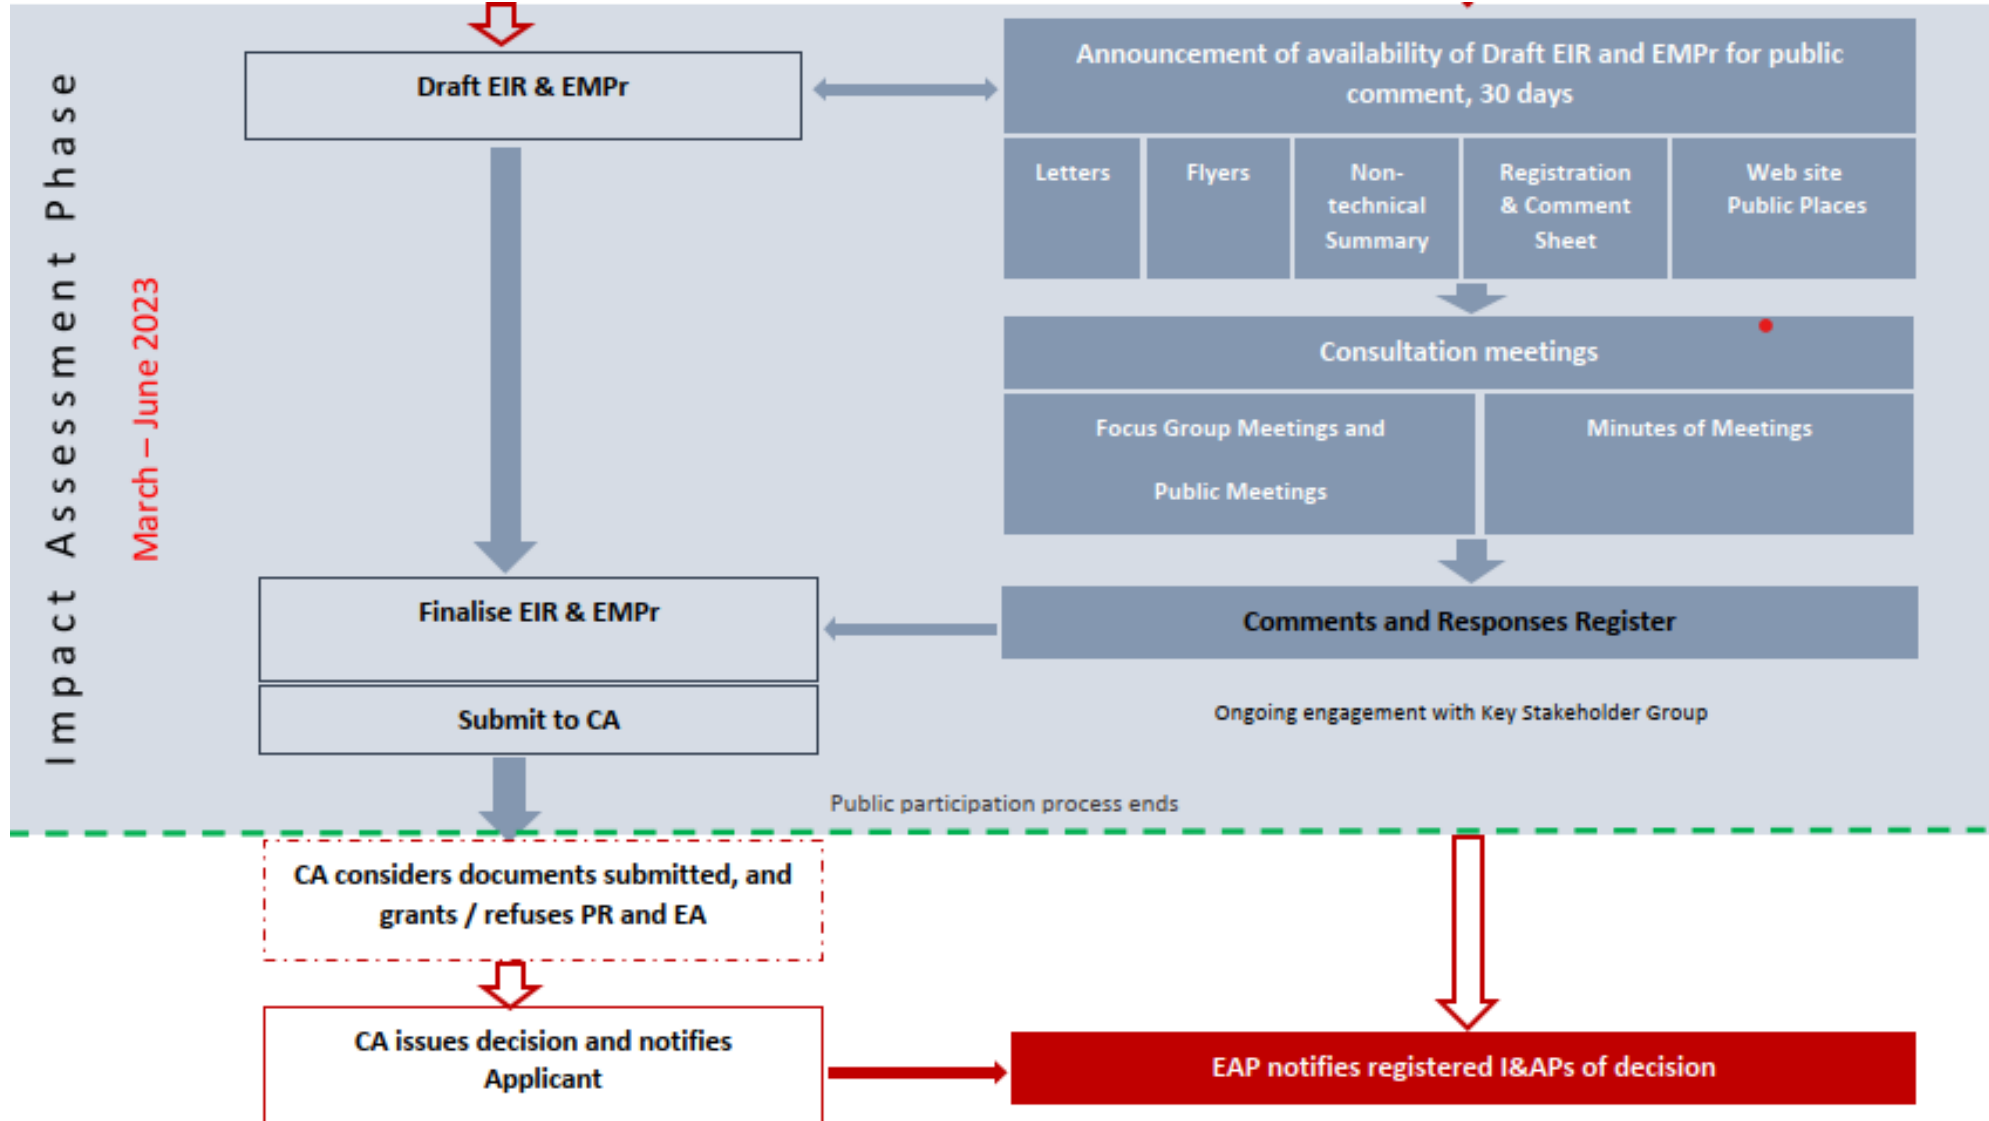 Impact Assessment Phase
March – June 2023
Draft EIR & EMPr
Announcement of availability of Draft EIR and EMPr for public
comment, 30 days
Letters
Flyers
Non-
technical
Summary
Registration
& Comment
Sheet
Web site
Public Places
Consultation meetings
Focus Group Meetings and
Public Meetings
Minutes of Meetings
Finalise EIR & EMPr
Comments and Responses Register
Submit to CA
Ongoing engagement with Key Stakeholder Group
Public participation process ends
CA considers documents submitted, and
grants / refuses PR and EA
CA issues decision and notifies
Applicant
EAP notifies registered I&APs of decision